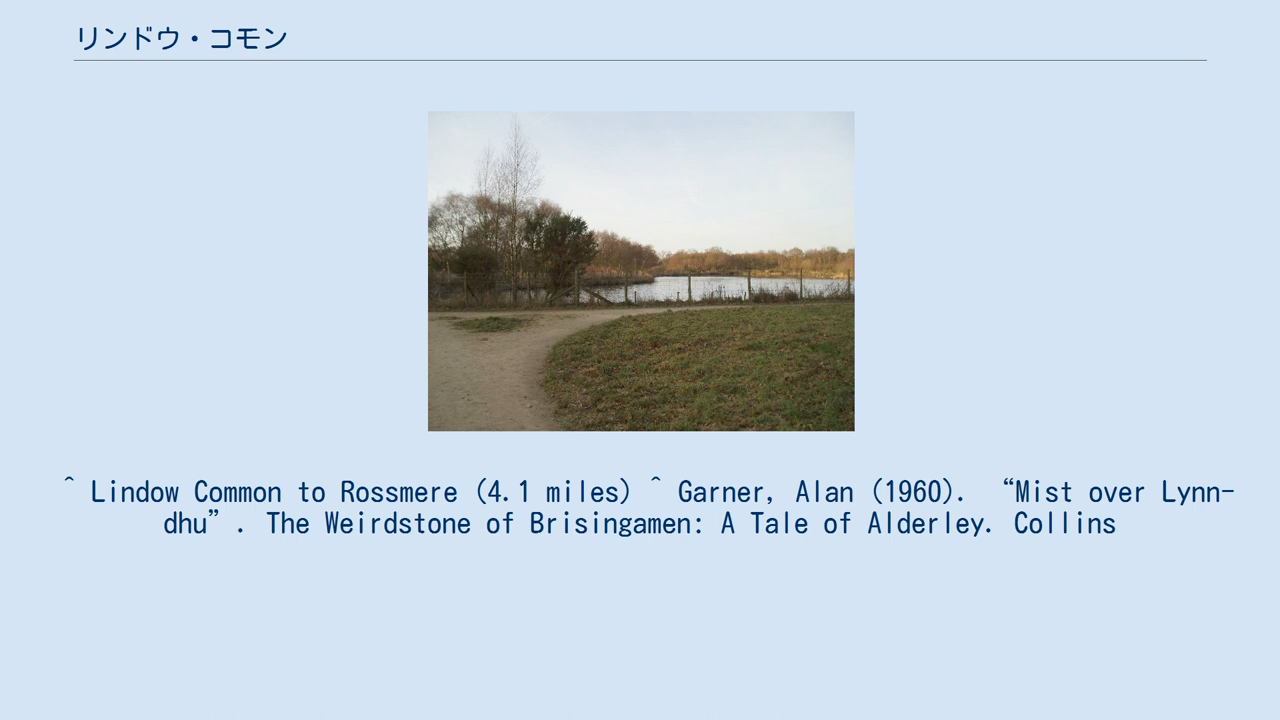 リンドウ・コモン
^ Lindow Common to Rossmere (4.1 miles) ^ Garner, Alan (1960). “Mist over Lynn-
dhu”. The Weirdstone of Brisingamen: A Tale of Alderley. Collins